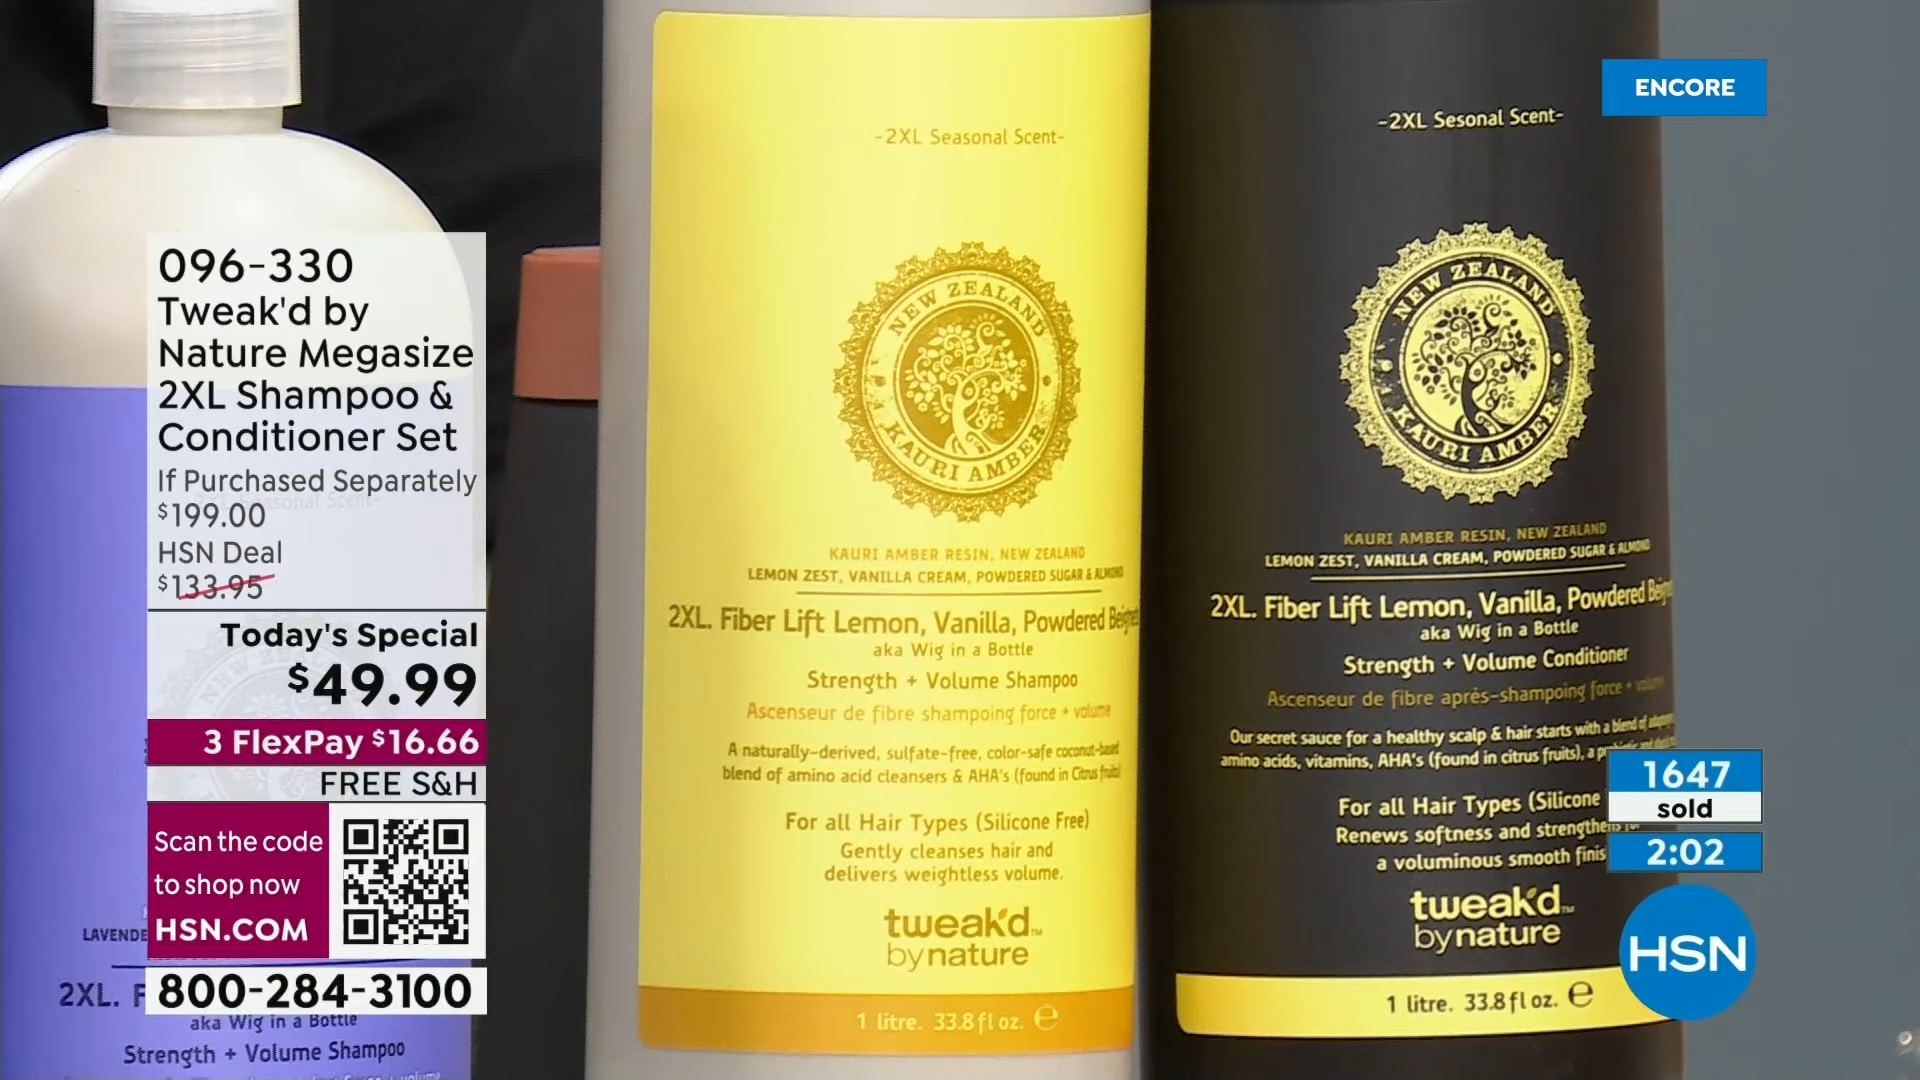 ENCORE
096-330
Tweak'd by
Nature Megasize
2XL Shampoo &
Conditioner Set
If Purchased Separately
$199.00
HSN Deal
$133.95
Today's Special
$49.99
3 FlexPay $16.66
FREE S&H
Scan the code
to shop now
HSN.COM
800-284-3100
2XL Seasonal Scent-
2XL.
aka Wig in a Bottle
Strength + Volume Shampoo
-2XL Seasonal Scent-
NEW ZEALAND
KAURI AMBER
KAURI AMBER RESIN, NEW ZEALAND
LEMON ZEST, VANILLA CREAM, POWDERED SUGAR & ALMOND
2XL. Fiber Lift Lemon, Vanilla, Powdered
aka Wig in a Bottle
Strength + Volume Shampoo
Ascenseur de fibre shampoing force + volume
A naturally-derived, sulfate-free, color-safe coconut-based
blend of amino acid cleansers & AHA's (found in Citrus fruits)
For all Hair Types (Silicone Free)
Gently cleanses hair and
delivers weightless volume.
tweak'd™
by nature
1 litre. 33.8 fl oz. e
-2XL Sesonal Scent-
NEW ZEALAND
KAURI AMBER
KAURI AMBER RESIN, NEW ZEALAND
LEMON ZEST, VANILLA CREAM, POWDERED SUGAR & ALMOND
2XL. Fiber Lift Lemon, Vanilla, Powdered
aka Wig in a Bottle
Strength + Volume Conditioner
Ascenseur de fibre après-shampoing force + volume
Our secret sauce for a healthy scalp & hair starts with a blend of
amino acids, vitamins, AHA's (found in citrus fruits), a
For all Hair Types (Silicone
Renews softness and strengthens
a voluminous smooth
tweak'd™
by nature
1 litre. 33.8 fl oz. e
1647
sold
2:02
HSN